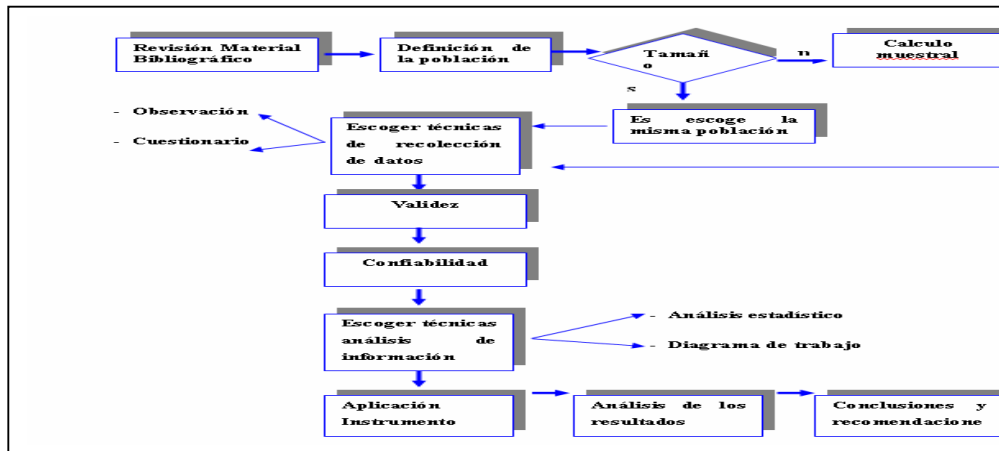 Revisión Material
Bibliográfico
Definición de
la población
Tamañ
o
n
Calculo
muestral
s
Es escoge la
misma población
- Observación
- Cuestionario
Escoger técnicas
de recolección
de datos
Validez
Confiabilidad
Escoger técnicas
análisis de
información
- Análisis estadístico
- Diagrama de trabajo
Aplicación
Instrumento
Análisis de los
resultados
Conclusiones y
recomendacione